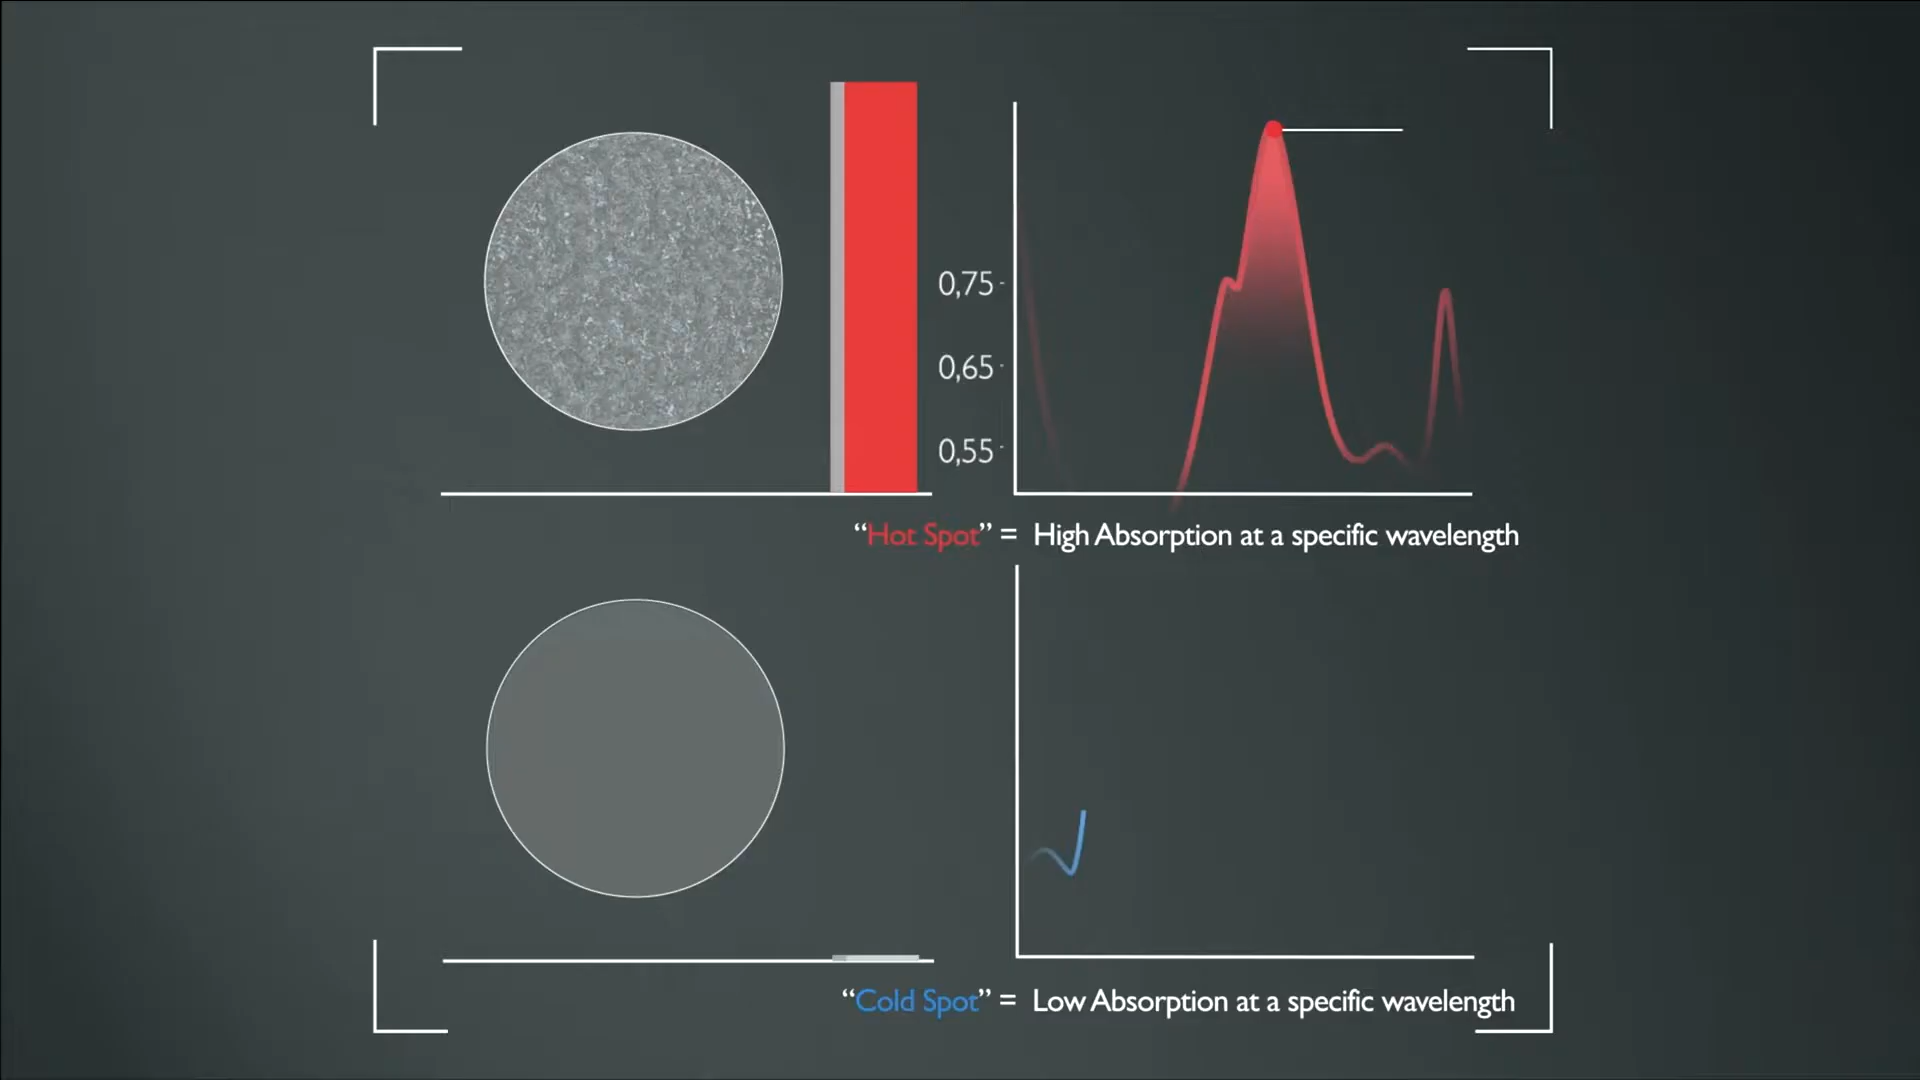 0,75
0,65
0,55
“Hot Spot” = High Absorption at a specific wavelength
“Cold Spot” = Low Absorption at a specific wavelength